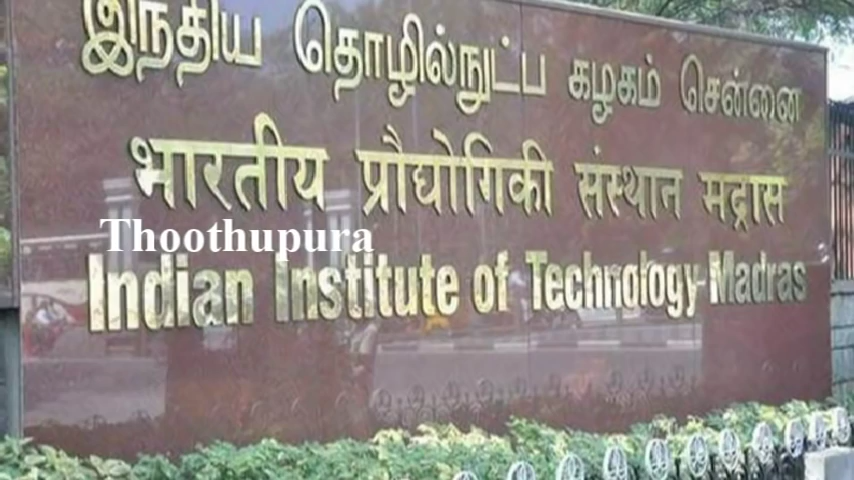 இந்திய தொழில்நுட்ப கழகம் சென்னை
भारतीय प्रौद्योगिकी संस्थान मद्रास
Thoothupura
Indian Institute of Technology Madras